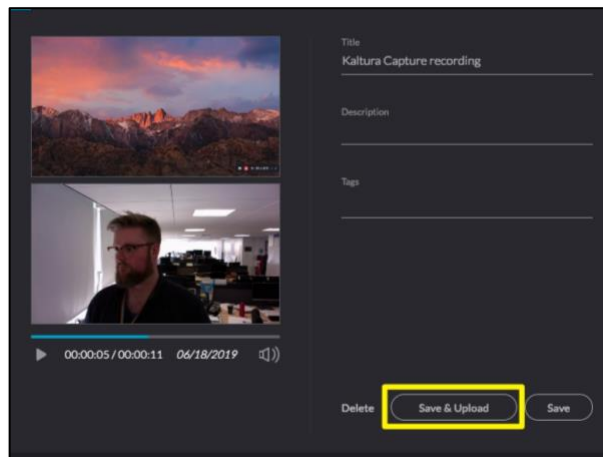 Title
Kaltura Capture recording
Description
Tags
00:00:05 / 00:00:11 06/18/2019
Delete Save & Upload Save